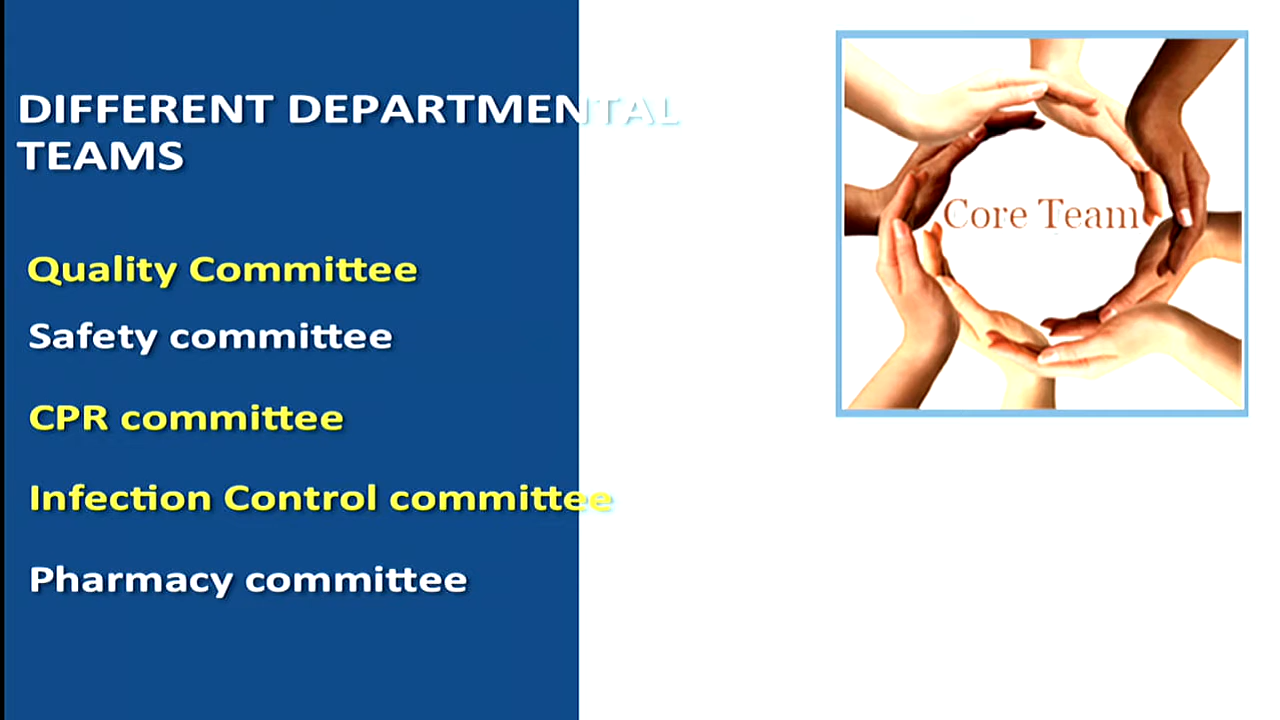 DIFFERENT DEPARTMENTAL
TEAMS
Quality Committee
Safety committee
CPR committee
Infection Control committee
Pharmacy committee
Core Team